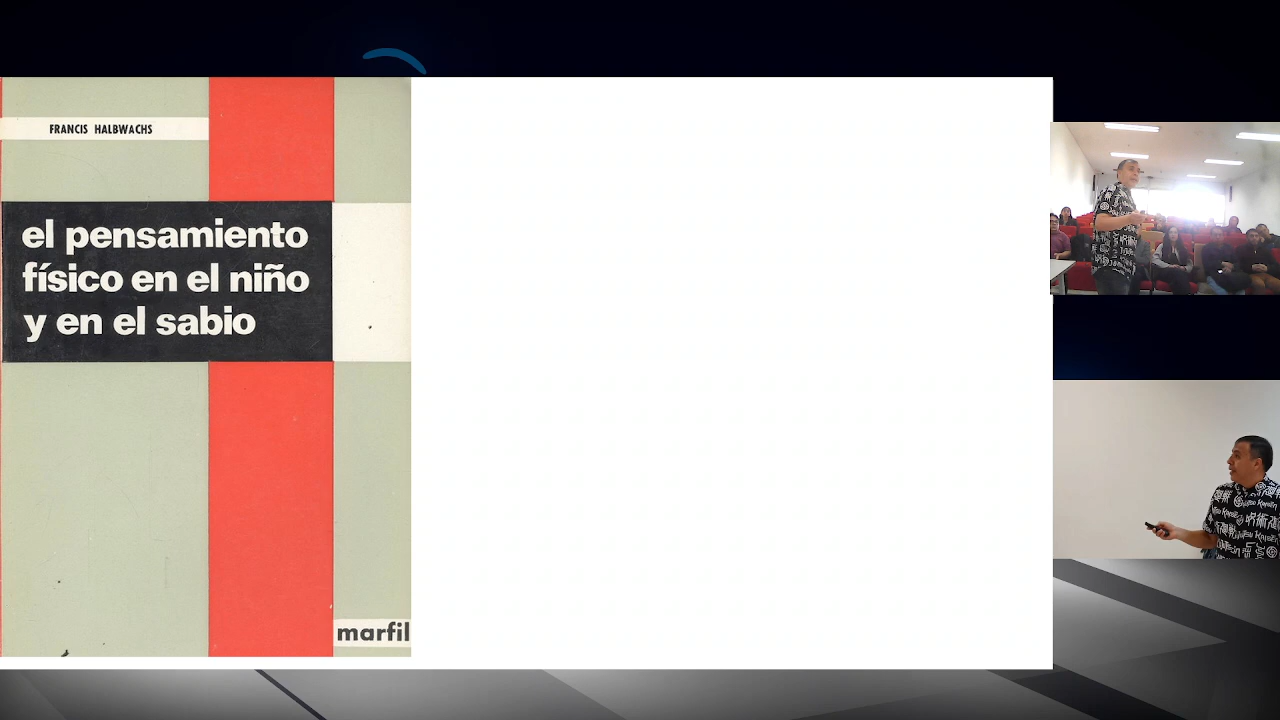 FRANCIS HALBWACHS
el pensamiento
físico en el niño
y en el sabio
marfil